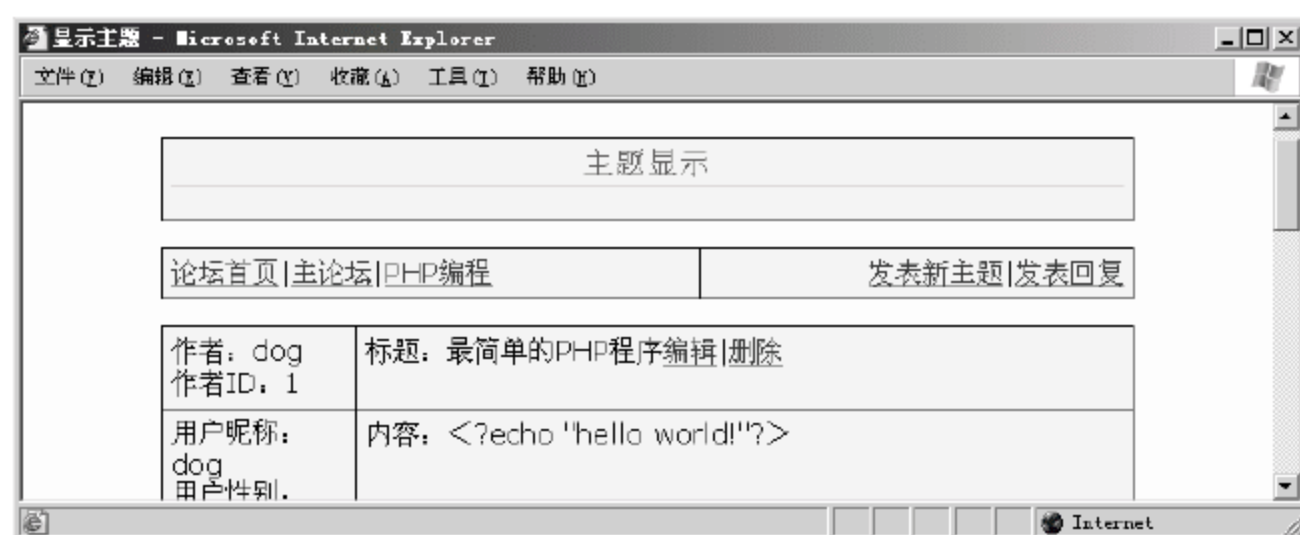 显示主题 - Microsoft Internet Explorer
文件(F) 编辑(E) 查看(V) 收藏(A) 工具(T) 帮助(H)
主题显示
论坛首页|主论坛|PHP编程 发表新主题|发表回复
作者：dog 标题：最简单的PHP程序编辑|删除
作者ID：1
用户昵称： 内容：<?echo "hello world!"?>
dog
用户性别：
Internet